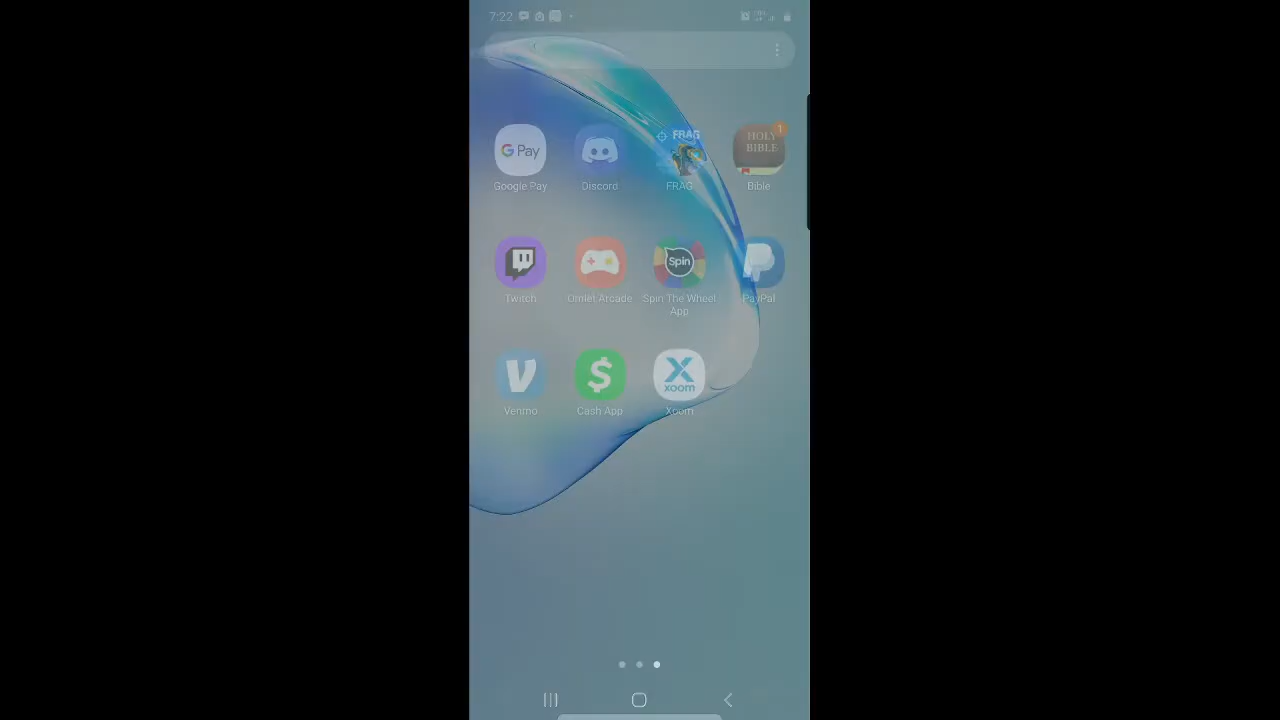 7:22
G Pay
FRAG
HOLY
BIBLE
1
Google Pay
Discord
FRAG
Bible
Spin
Twitch
Omlet Arcade
Spin The Wheel
App
PayPal
xoom
Venmo
Cash App
Xoom